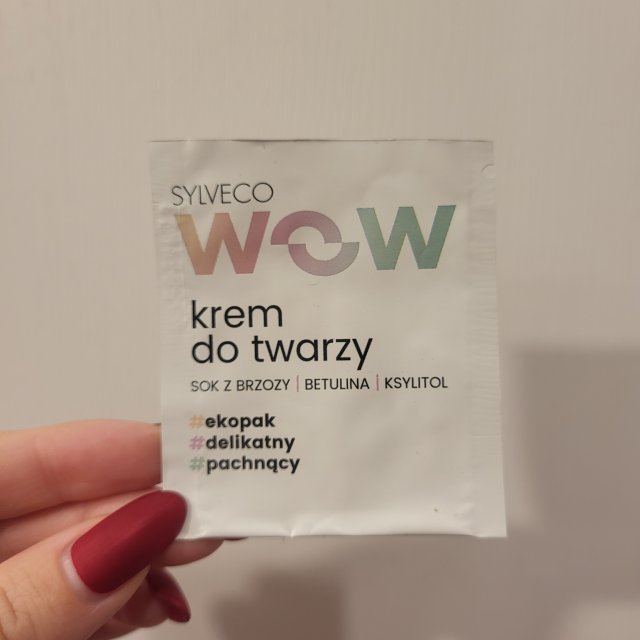 SYLVECO
WOW
krem
do twarzy
SOK Z BRZOZY | BETULINA | KSYLITOL
#ekopak
#delikatny
#pachnący